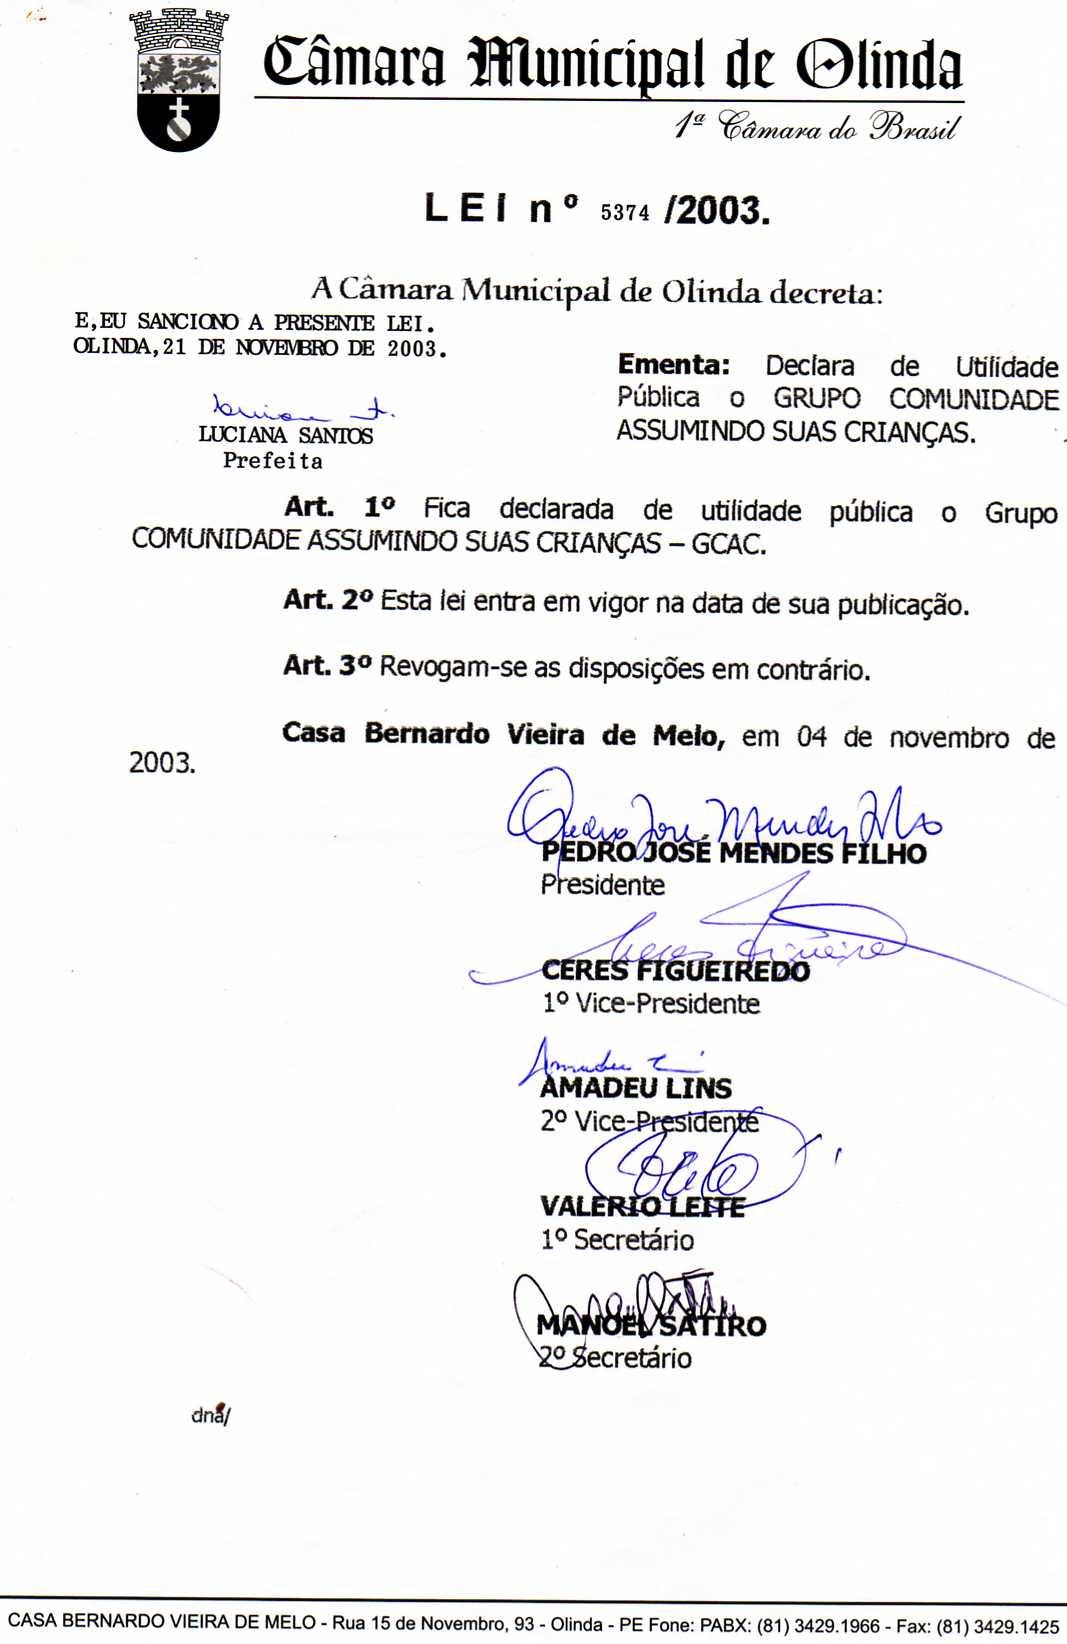 Câmara Municipal de Olinda
1ª Câmara do Brasil
LEI nº 5374 /2003.
A Câmara Municipal de Olinda decreta:
E,EU SANCIONO A PRESENTE LEI.
OLINDA,21 DE NOVEMBRO DE 2003.
LUCIANA SANTOS
Prefeita
Ementa: Declara de Utilidade
Pública o GRUPO COMUNIDADE
ASSUMINDO SUAS CRIANÇAS.
Art. 1º Fica declarada de utilidade pública o Grupo
COMUNIDADE ASSUMINDO SUAS CRIANÇAS – GCAC.
Art. 2º Esta lei entra em vigor na data de sua publicação.
Art. 3º Revogam-se as disposições em contrário.
Casa Bernardo Vieira de Melo, em 04 de novembro de
2003.
Pedro José Mendes Filho
PEDRO JOSÉ MENDES FILHO
Presidente
Ceres Figueiredo
CERES FIGUEIREDO
1º Vice-Presidente
Amadeu
AMADEU LINS
2º Vice-Presidente
VALÉRIO LEITE
1º Secretário
MANOEL SATIRO
2º Secretário
dna/
CASA BERNARDO VIEIRA DE MELO - Rua 15 de Novembro, 93 - Olinda - PE Fone: PABX: (81) 3429.1966 - Fax: (81) 3429.1425